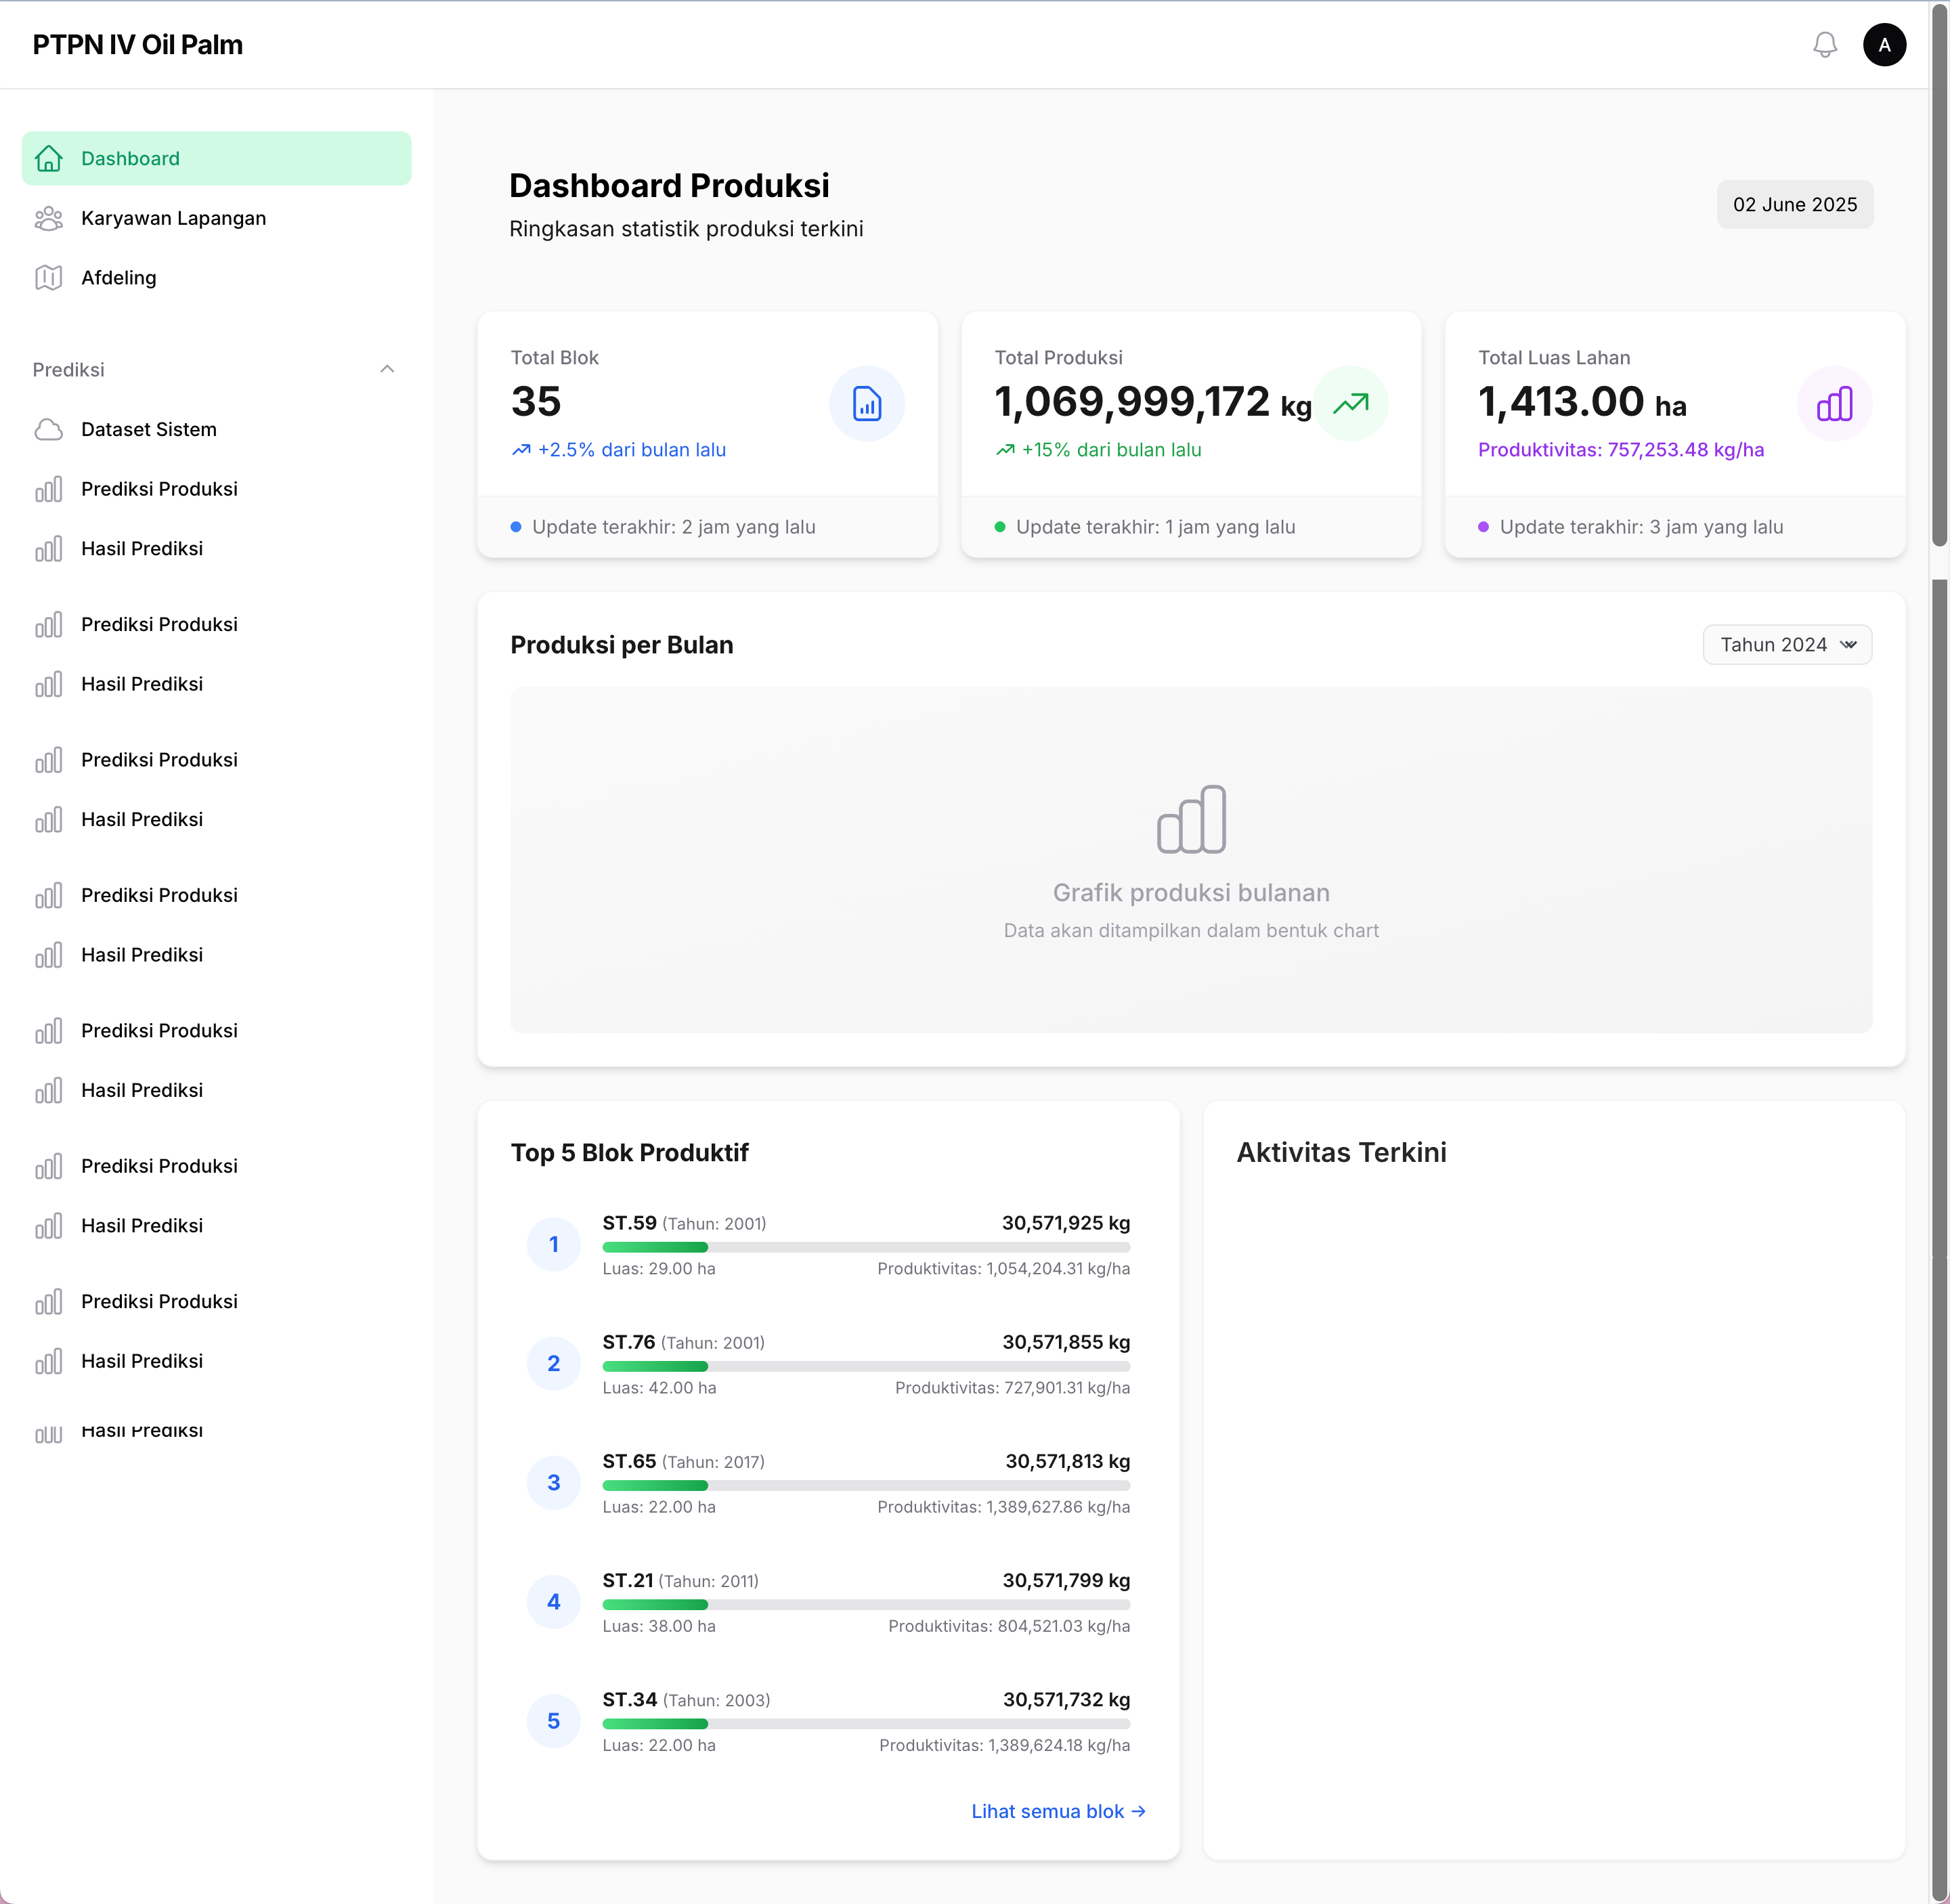 PTPN IV Oil Palm
A
Dashboard
Karyawan Lapangan
Afdeling
Prediksi
Dataset Sistem
Prediksi Produksi
Hasil Prediksi
Prediksi Produksi
Hasil Prediksi
Prediksi Produksi
Hasil Prediksi
Prediksi Produksi
Hasil Prediksi
Prediksi Produksi
Hasil Prediksi
Prediksi Produksi
Hasil Prediksi
Prediksi Produksi
Hasil Prediksi
Hasil Prediksi
Dashboard Produksi
Ringkasan statistik produksi terkini
02 June 2025
Total Blok
35
+2.5% dari bulan lalu
Update terakhir: 2 jam yang lalu
Total Produksi
1,069,999,172 kg
+15% dari bulan lalu
Update terakhir: 1 jam yang lalu
Total Luas Lahan
1,413.00 ha
Produktivitas: 757,253.48 kg/ha
Update terakhir: 3 jam yang lalu
Produksi per Bulan
Tahun 2024
Grafik produksi bulanan
Data akan ditampilkan dalam bentuk chart
Top 5 Blok Produktif
1
ST.59 (Tahun: 2001) 30,571,925 kg
Luas: 29.00 ha Produktivitas: 1,054,204.31 kg/ha
2
ST.76 (Tahun: 2001) 30,571,855 kg
Luas: 42.00 ha Produktivitas: 727,901.31 kg/ha
3
ST.65 (Tahun: 2017) 30,571,813 kg
Luas: 22.00 ha Produktivitas: 1,389,627.86 kg/ha
4
ST.21 (Tahun: 2011) 30,571,799 kg
Luas: 38.00 ha Produktivitas: 804,521.03 kg/ha
5
ST.34 (Tahun: 2003) 30,571,732 kg
Luas: 22.00 ha Produktivitas: 1,389,624.18 kg/ha
Lihat semua blok →
Aktivitas Terkini